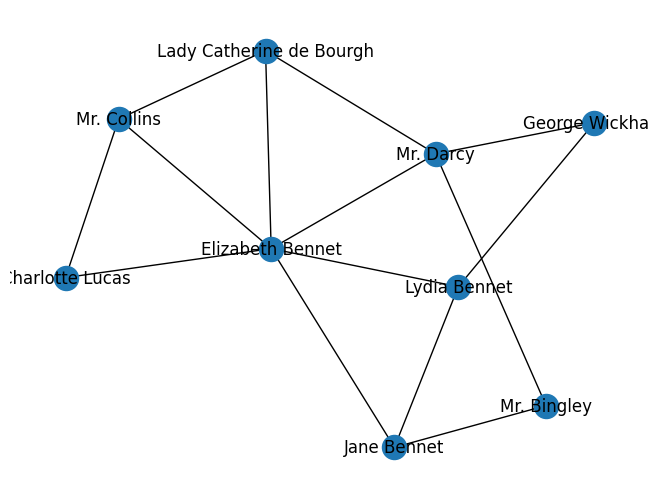 Lady Catherine de Bourgh
Mr. Collins
George Wickha
Mr. Darcy
Elizabeth Bennet
harlotte Lucas
Lydia Bennet
Mr. Bingley
Jane Bennet